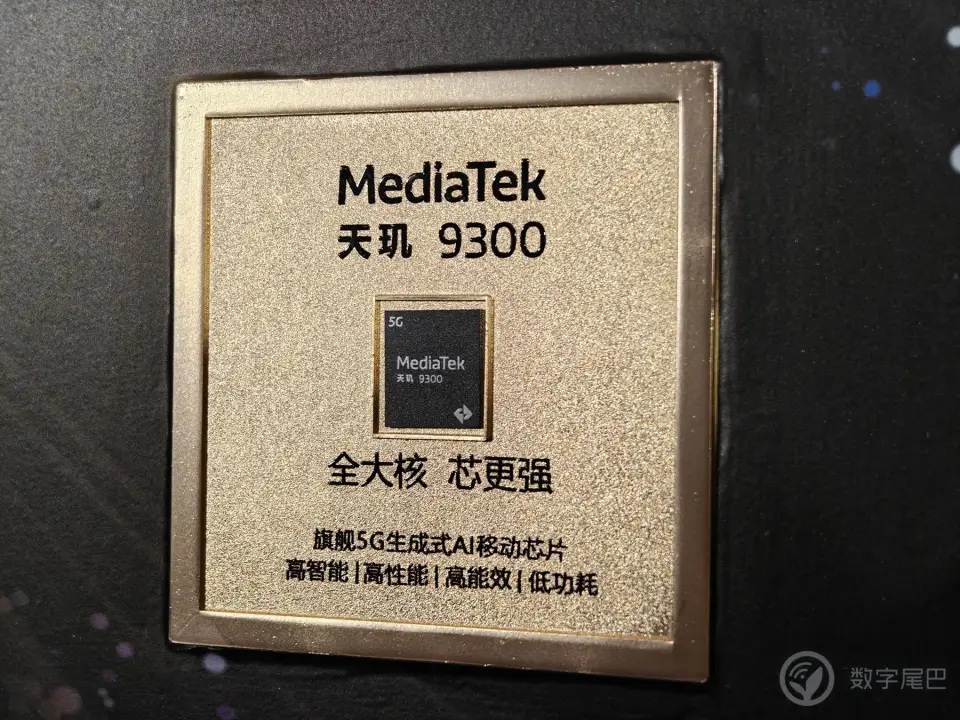 MediaTek
天玑 9300
5G
MediaTek
天玑 9300
全大核 芯更强
旗舰5G生成式AI移动芯片
高智能|高性能|高能效|低功耗
数字尾巴